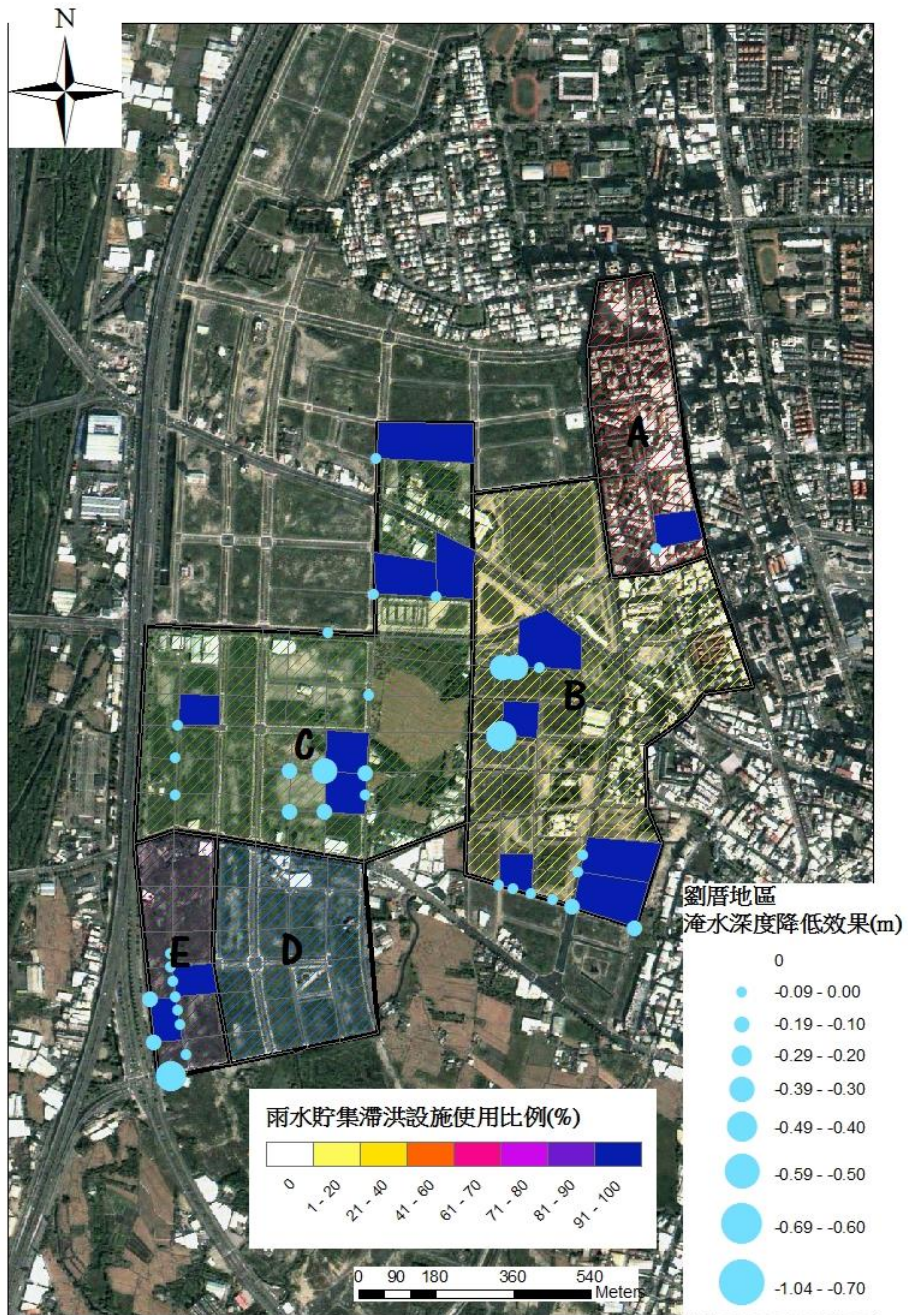 N
A
B
C
D
E
劉厝地區
淹水深度降低效果(m)
0
-0.09 - 0.00
-0.19 - -0.10
-0.29 - -0.20
-0.39 - -0.30
-0.49 - -0.40
-0.59 - -0.50
-0.69 - -0.60
-1.04 - -0.70
雨水貯集滯洪設施使用比例(%)
0
1 - 20
21 - 40
41 - 60
61 - 70
71 - 80
81 - 90
91 - 100
0 90 180 360 540
Meters